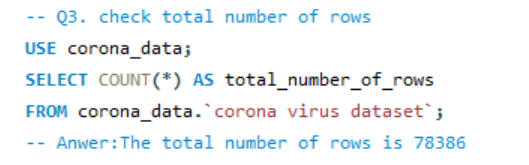 -- Q3. check total number of rows
USE corona_data;
SELECT COUNT(*) AS total_number_of_rows
FROM corona_data.`corona virus dataset`;
-- Anwer:The total number of rows is 78386